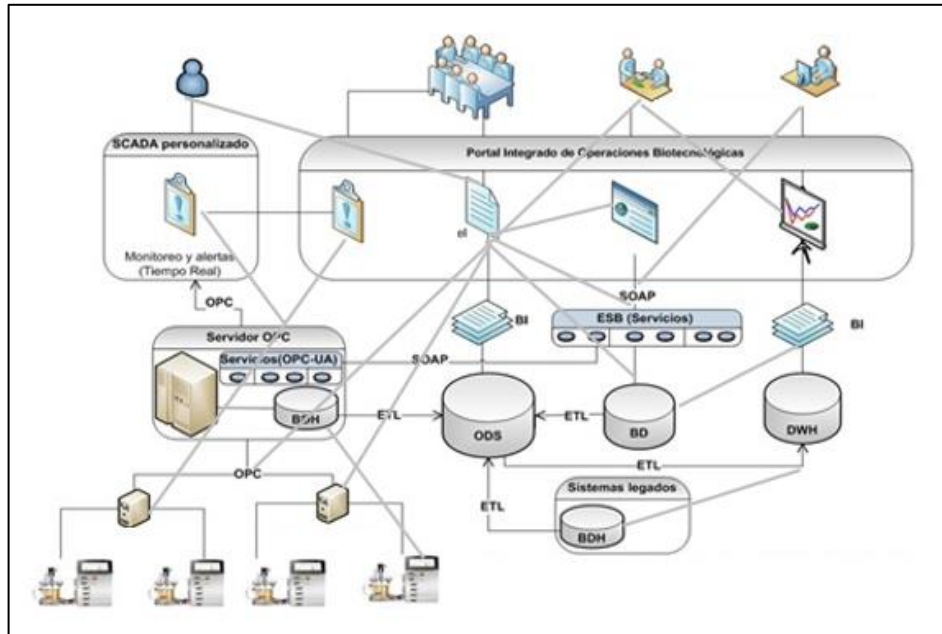 SCADA personalizado
Portal Integrado de Operaciones Biotecnológicas
el
Monitoreo y alertas
(Tiempo Real)
OPC
SOAP
BI
ESB (Servicios)
BI
Servidor OPC
Servicios(OPC-UA)
SOAP
BDH
ETL
ODS
ETL
BD
DWH
OPC
ETL
ETL
Sistemas legados
BDH